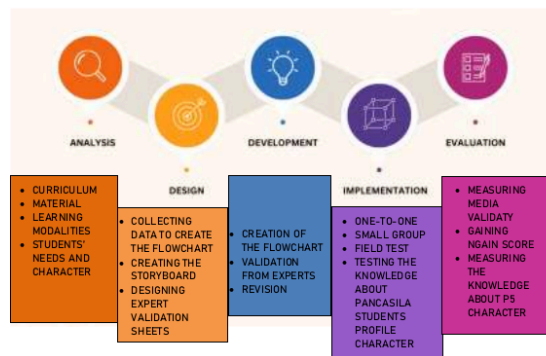 ANALYSIS
DESIGN
DEVELOPMENT
IMPLEMENTATION
EVALUATION
• CURRICULUM
• MATERIAL
• LEARNING
MODALITIES
• STUDENTS'
NEEDS AND
CHARACTER
• COLLECTING
DATA TO CREATE
THE FLOWCHART
• CREATING THE
STORYBOARD
• DESIGNING
EXPERT
VALIDATION
SHEETS
• CREATION OF
THE FLOWCHART
• VALIDATION
FROM EXPERTS
• REVISION
• ONE-TO-ONE
• SMALL GROUP
• FIELD TEST
• TESTING THE
KNOWLEDGE
ABOUT
PANCASILA
STUDENTS
PROFILE
CHARACTER
• MEASURING
MEDIA
VALIDATY
• GAINING
NGAIN SCORE
• MEASURING
THE
KNOWLEDGE
ABOUT P5
CHARACTER